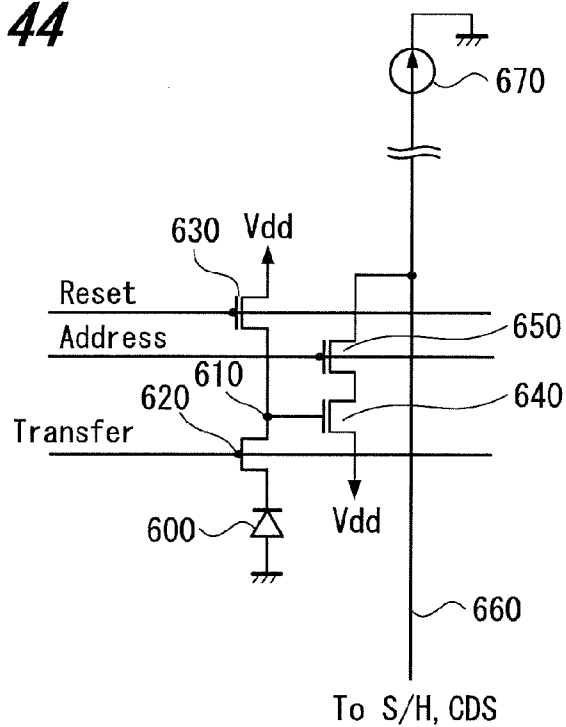 44
670
630
Vdd
Reset
650
Address
610
640
620
Transfer
600
Vdd
660
To S/H, CDS